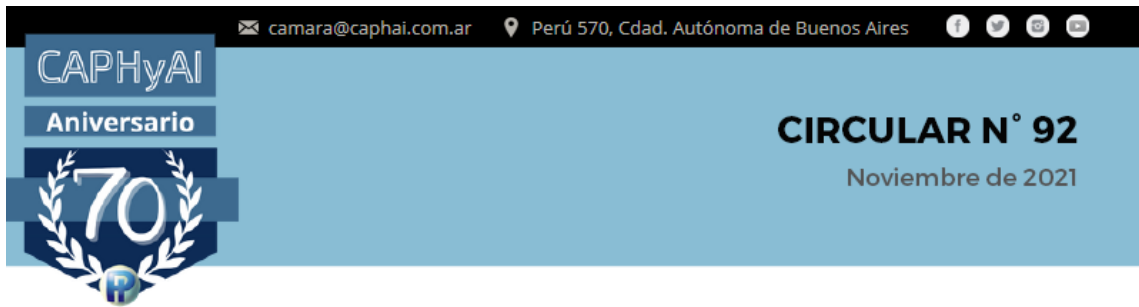 camara@caphai.com.ar Perú 570, Cdad. Autónoma de Buenos Aires
CAPHyAI
Aniversario
70
CIRCULAR N° 92
Noviembre de 2021